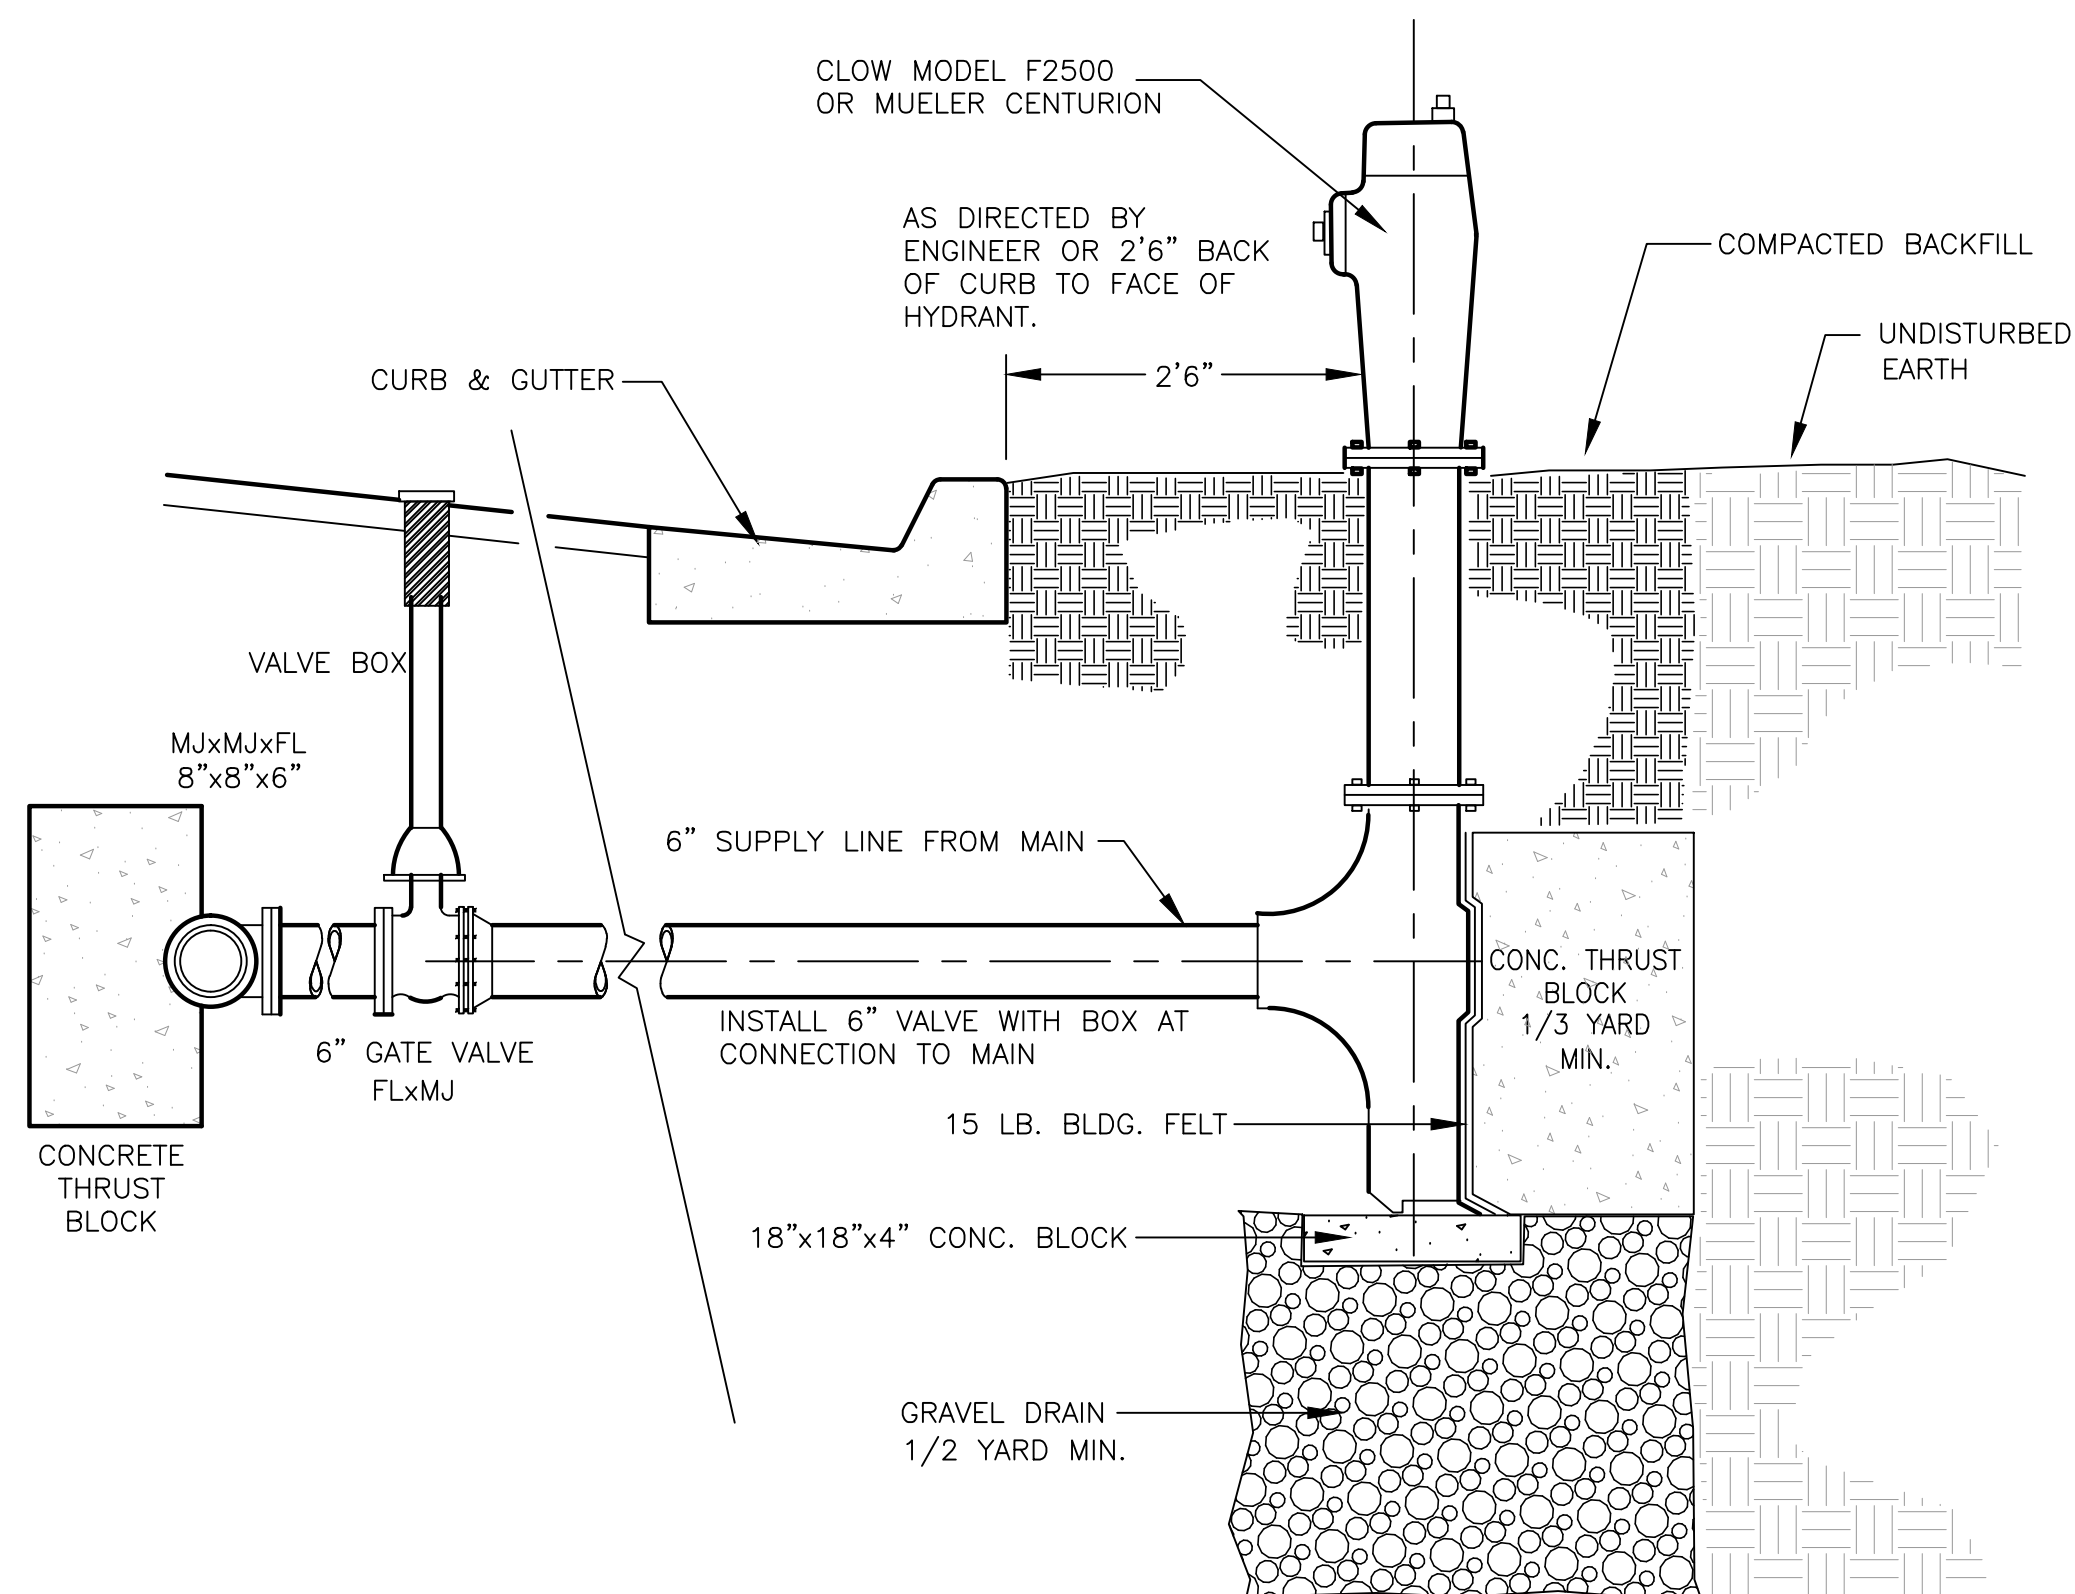 CLOW MODEL F2500
OR MUELER CENTURION
AS DIRECTED BY
ENGINEER OR 2'6" BACK
OF CURB TO FACE OF
HYDRANT.
COMPACTED BACKFILL
UNDISTURBED
EARTH
CURB & GUTTER
2'6"
VALVE BOX
MJxMJxFL
8"x8"x6"
6" SUPPLY LINE FROM MAIN
CONC. THRUST
BLOCK
1/3 YARD
MIN.
INSTALL 6" VALVE WITH BOX AT
CONNECTION TO MAIN
6" GATE VALVE
FLxMJ
15 LB. BLDG. FELT
CONCRETE
THRUST
BLOCK
18"x18"x4" CONC. BLOCK
GRAVEL DRAIN
1/2 YARD MIN.